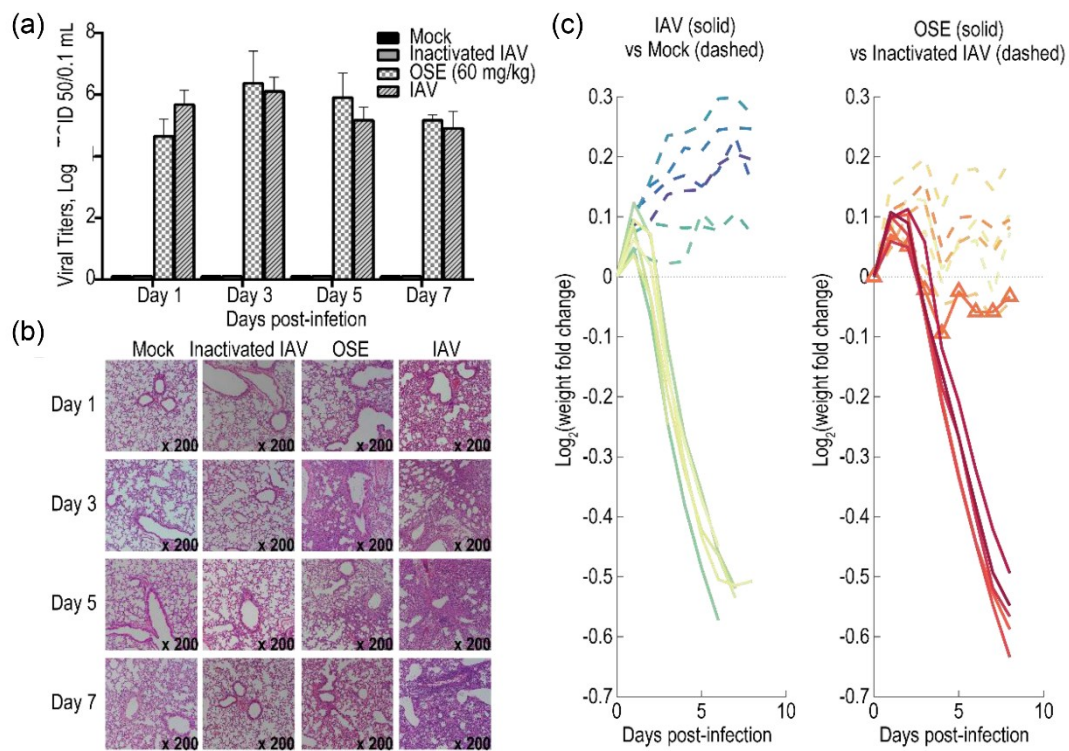 (a)
Viral Titers, Log ID 50/0.1 mL
8
6
4
2
0
Mock
Inactivated IAV
OSE (60 mg/kg)
IAV
Day 1 Day 3 Day 5 Day 7
Days post-infetion
(b)
Mock Inactivated IAV OSE IAV
Day 1
x 200 x 200 x 200 x 200
Day 3
x 200 x 200 x 200 x 200
Day 5
x 200 x 200 x 200 x 200
Day 7
x 200 x 200 x 200 x 200
(c)
IAV (solid)
vs Mock (dashed)
Log2(weight fold change)
0.3
0.2
0.1
0
-0.1
-0.2
-0.3
-0.4
-0.5
-0.6
-0.7
0 5 10
Days post-infection
OSE (solid)
vs Inactivated IAV (dashed)
Log2(weight fold change)
0.3
0.2
0.1
0
-0.1
-0.2
-0.3
-0.4
-0.5
-0.6
-0.7
0 5 10
Days post-infection